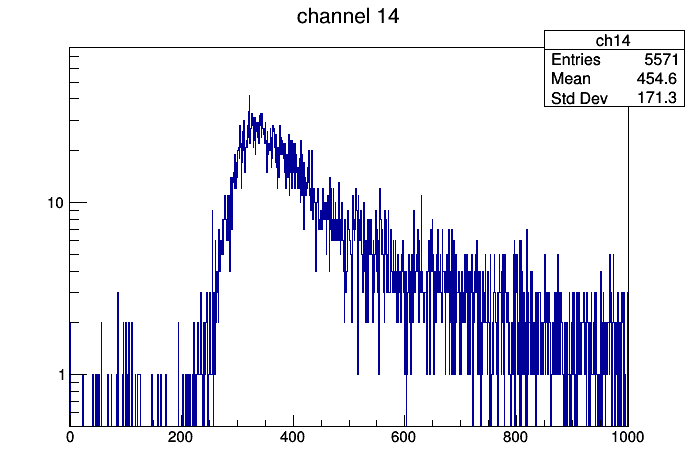 channel 14
ch14
Entries 5571
Mean 454.6
Std Dev 171.3
10
1
0 200 400 600 800 1000